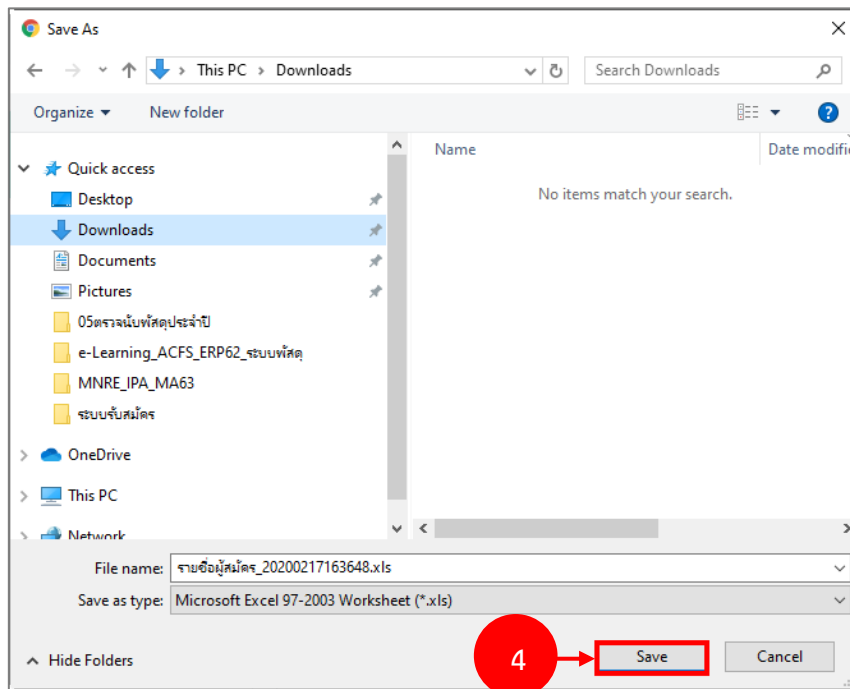 Save As
This PC > Downloads
Search Downloads
Organize
New folder
Name
Date modifi
Quick access
No items match your search.
Desktop
Downloads
Documents
Pictures
05ตรวจนับพัสดุประจำปี
e-Learning_ACFS_ERP62_ระบบพัสดุ
MNRE_IPA_MA63
ระบบรับสมัคร
OneDrive
This PC
Network
File name: รายชื่อผู้สมัคร_20200217163648.xls
Save as type: Microsoft Excel 97-2003 Worksheet (*.xls)
Hide Folders
4
Save
Cancel